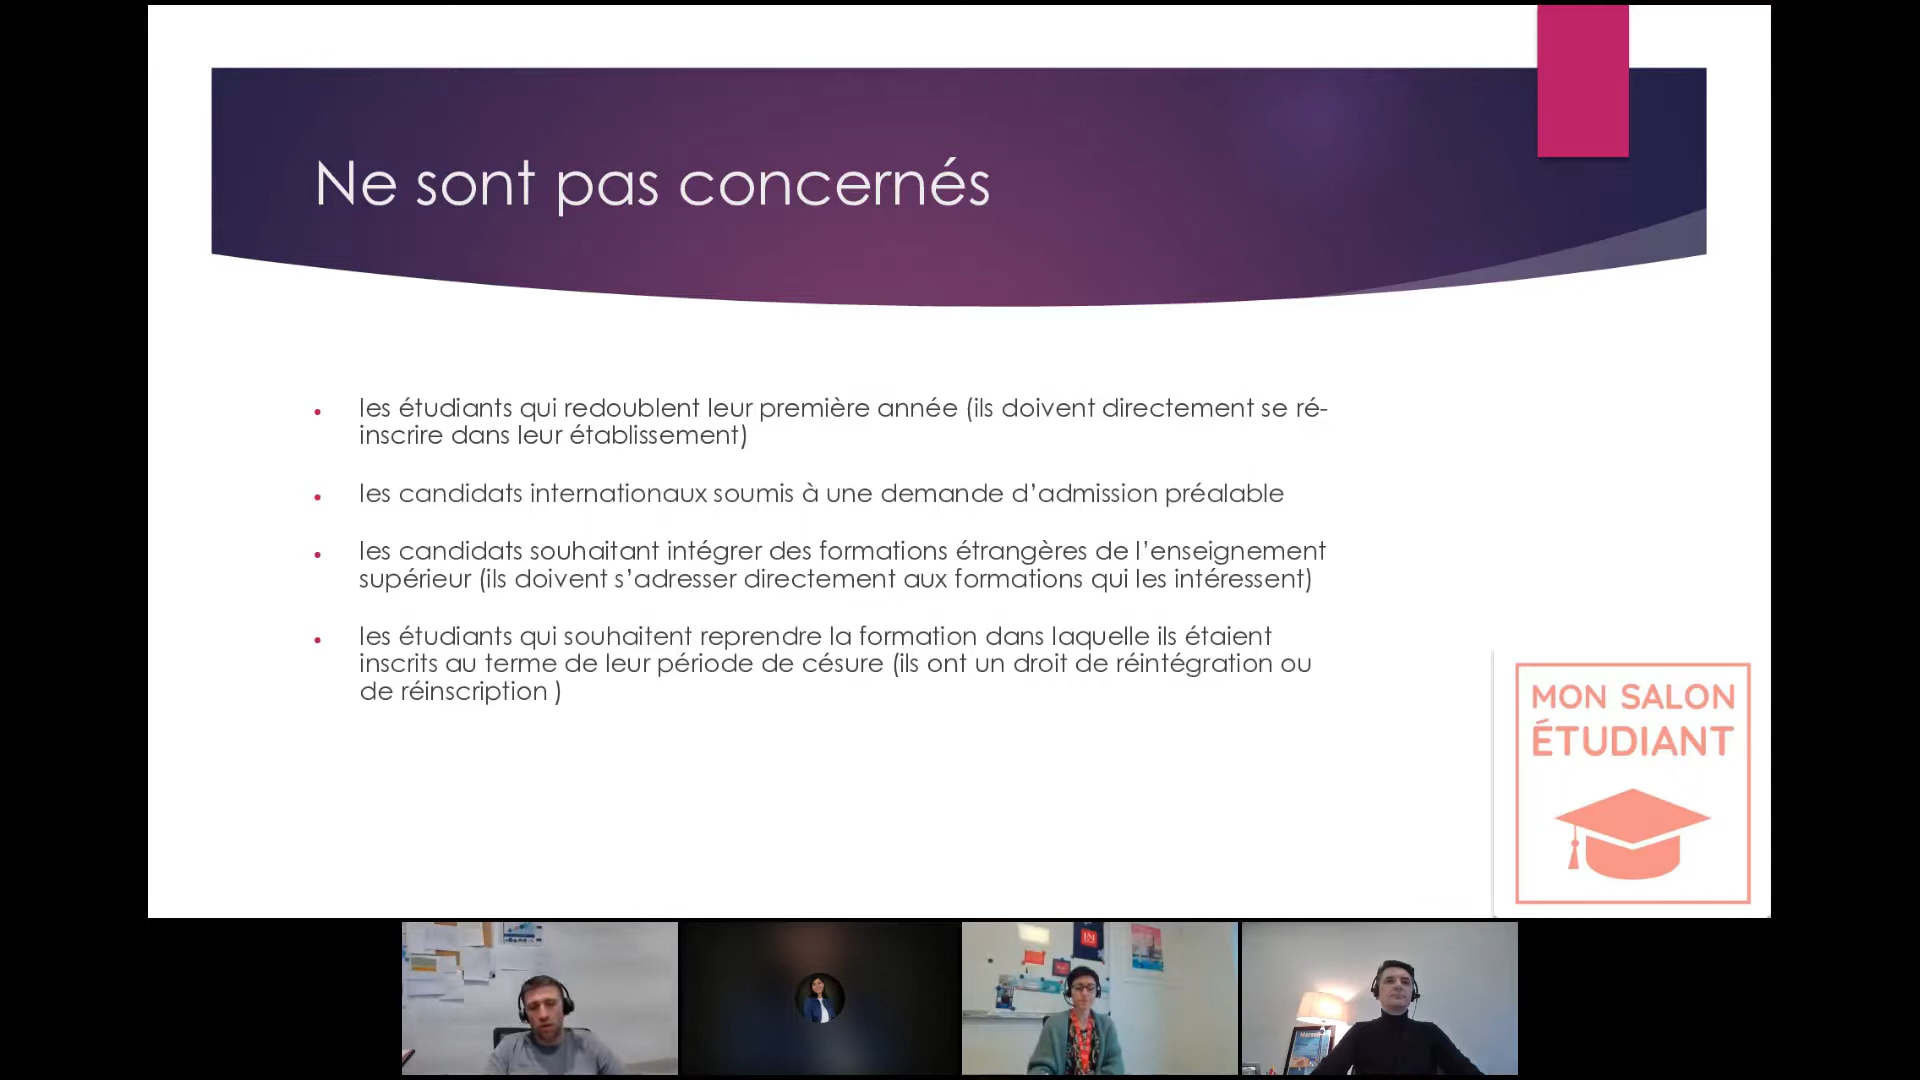 Ne sont pas concernés
• les étudiants qui redoublent leur première année (ils doivent directement se ré-
inscrire dans leur établissement)
• les candidats internationaux soumis à une demande d’admission préalable
• les candidats souhaitant intégrer des formations étrangères de l’enseignement
supérieur (ils doivent s’adresser directement aux formations qui les intéressent)
• les étudiants qui souhaitent reprendre la formation dans laquelle ils étaient
inscrits au terme de leur période de césure (ils ont un droit de réintégration ou
de réinscription )
MON SALON
ÉTUDIANT